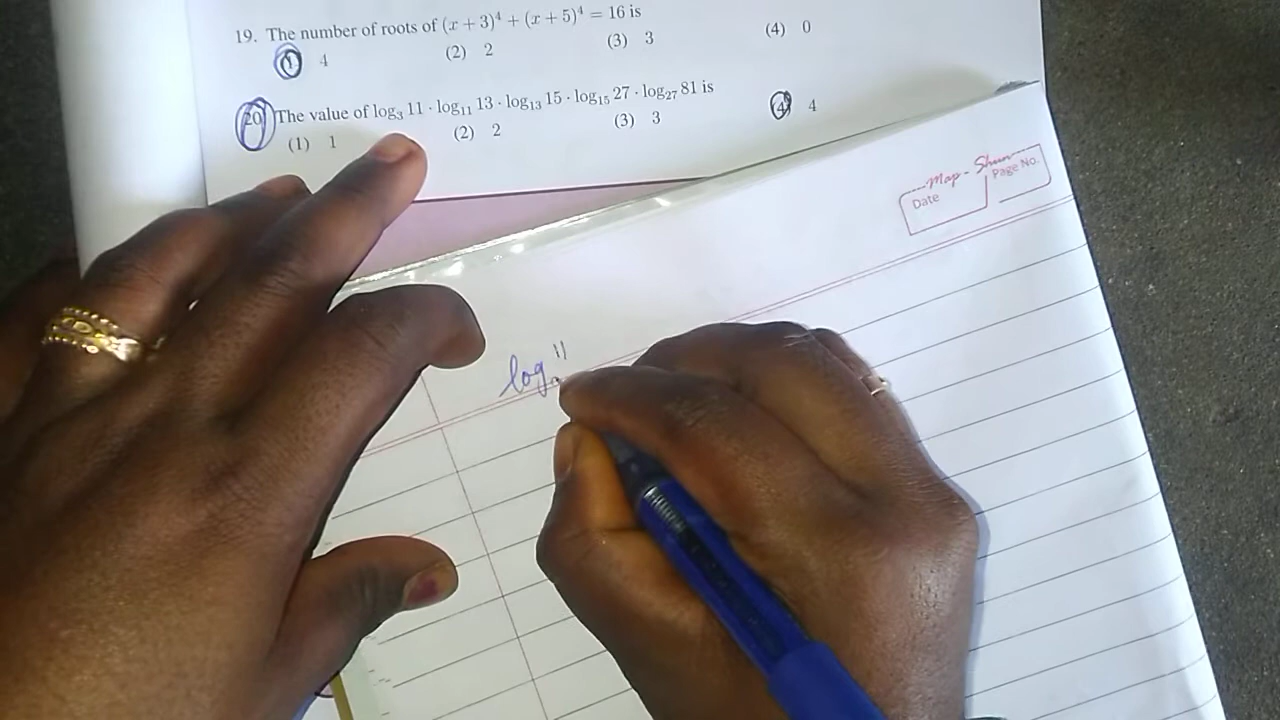 19. The number of roots of (x + 3)⁴ + (x + 5)⁴ = 16 is
(1) 4 (2) 2 (3) 3 (4) 0
20. The value of log₃ 11 · log₁₁ 13 · log₁₃ 15 · log₁₅ 27 · log₂₇ 81 is
(1) 1 (2) 2 (3) 3 (4) 4
Date Page No.
log 11